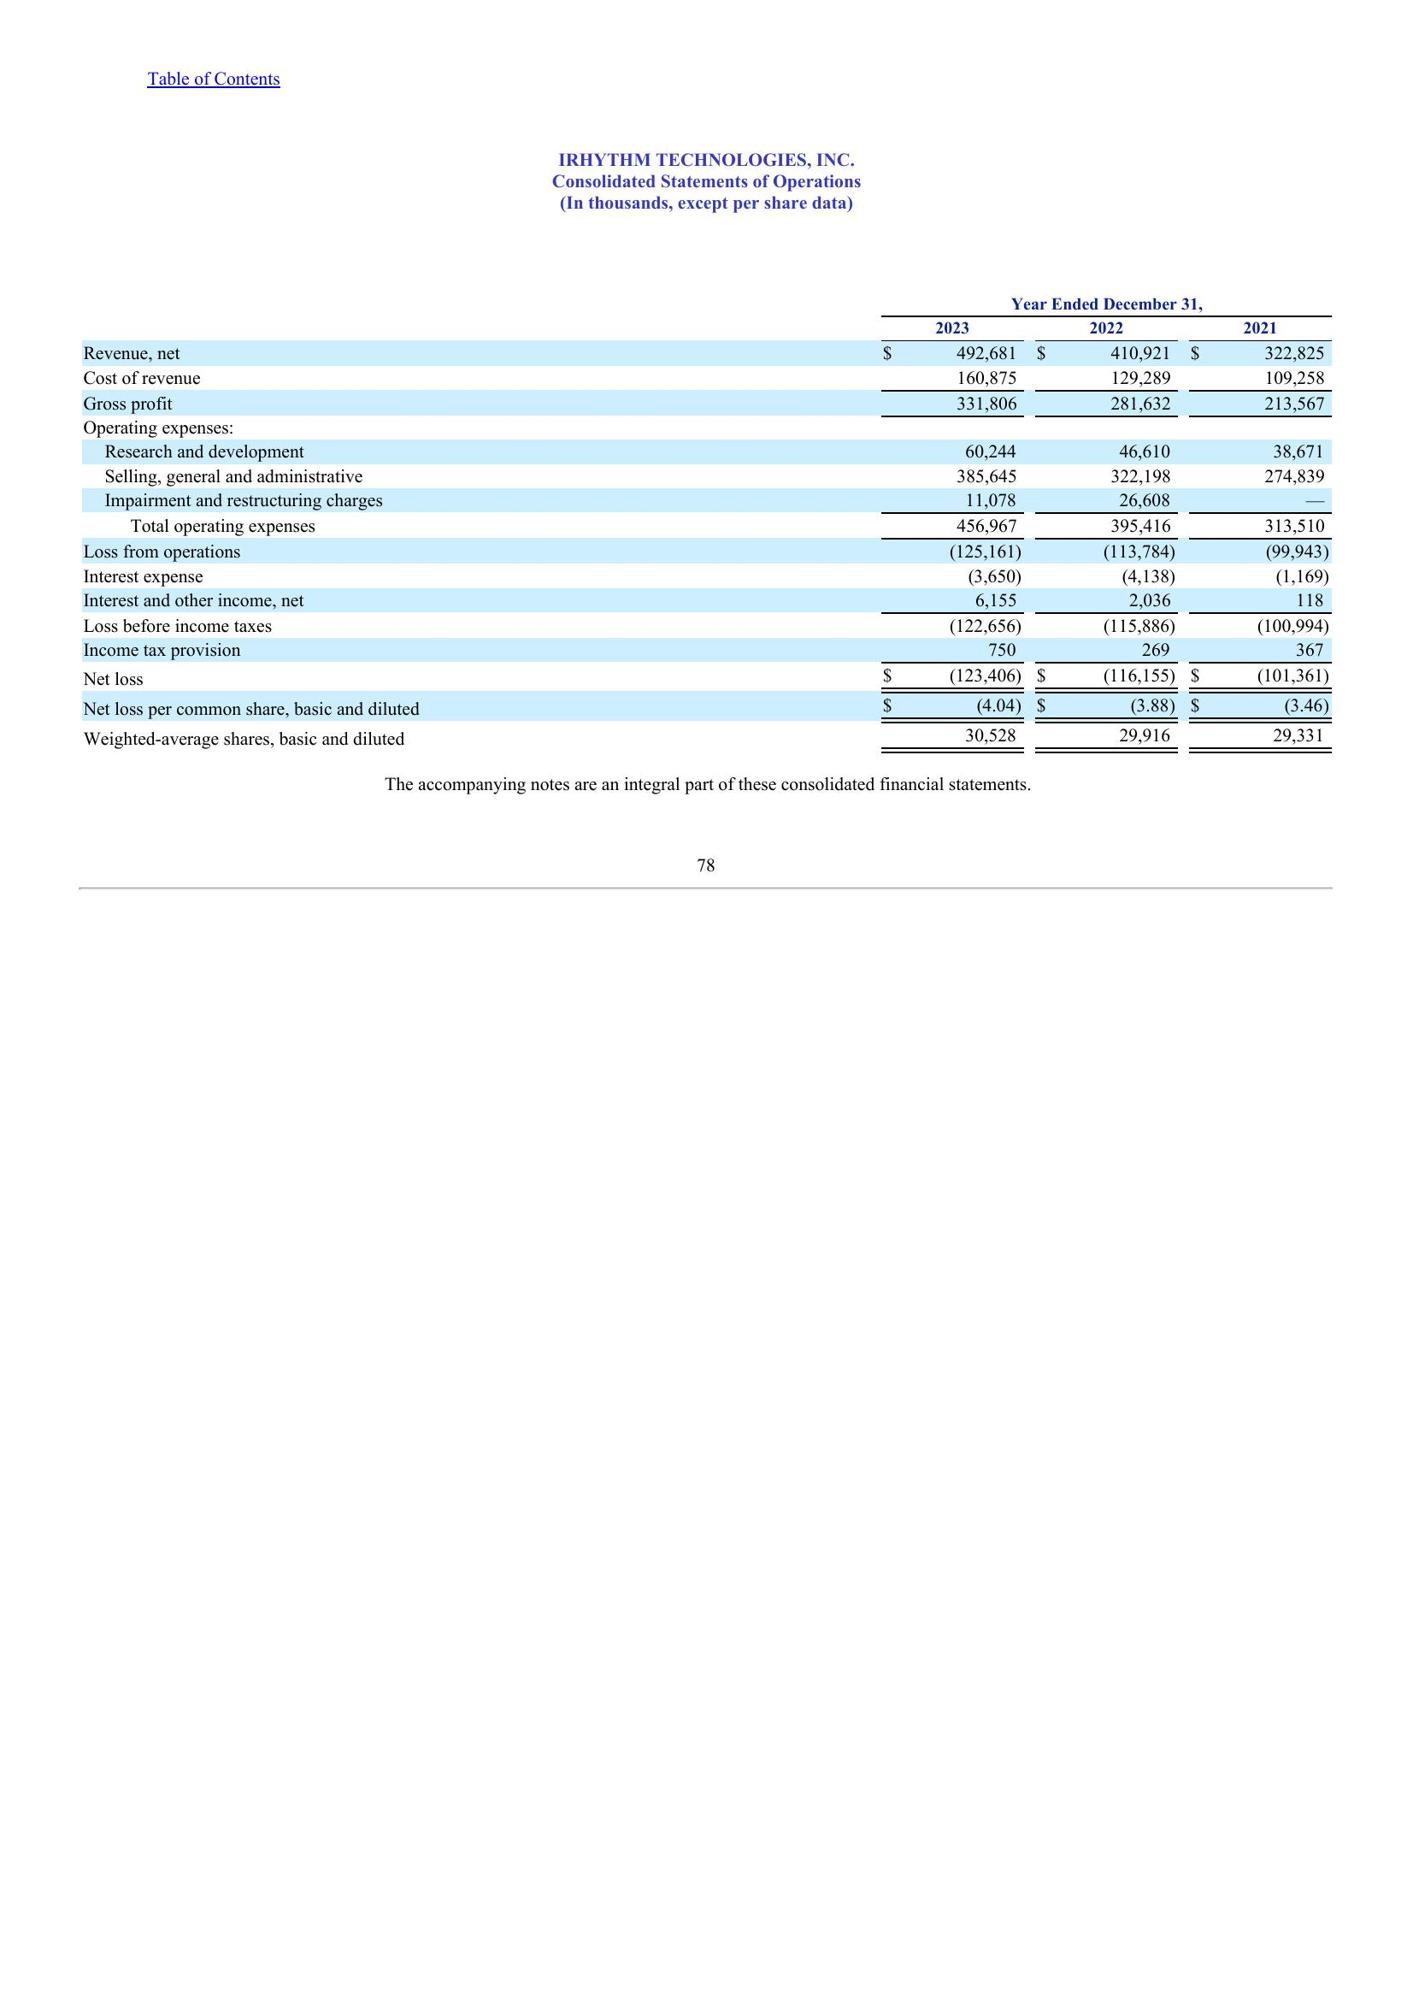 Table of Contents
IRHYTHM TECHNOLOGIES, INC.
Consolidated Statements of Operations
(In thousands, except per share data)
Year Ended December 31,
2023 2022 2021
Revenue, net $ 492,681 $ 410,921 $ 322,825
Cost of revenue 160,875 129,289 109,258
Gross profit 331,806 281,632 213,567
Operating expenses:
Research and development 60,244 46,610 38,671
Selling, general and administrative 385,645 322,198 274,839
Impairment and restructuring charges 11,078 26,608 —
Total operating expenses 456,967 395,416 313,510
Loss from operations (125,161) (113,784) (99,943)
Interest expense (3,650) (4,138) (1,169)
Interest and other income, net 6,155 2,036 118
Loss before income taxes (122,656) (115,886) (100,994)
Income tax provision 750 269 367
Net loss $ (123,406) $ (116,155) $ (101,361)
Net loss per common share, basic and diluted $ (4.04) $ (3.88) $ (3.46)
Weighted-average shares, basic and diluted 30,528 29,916 29,331
The accompanying notes are an integral part of these consolidated financial statements.
78